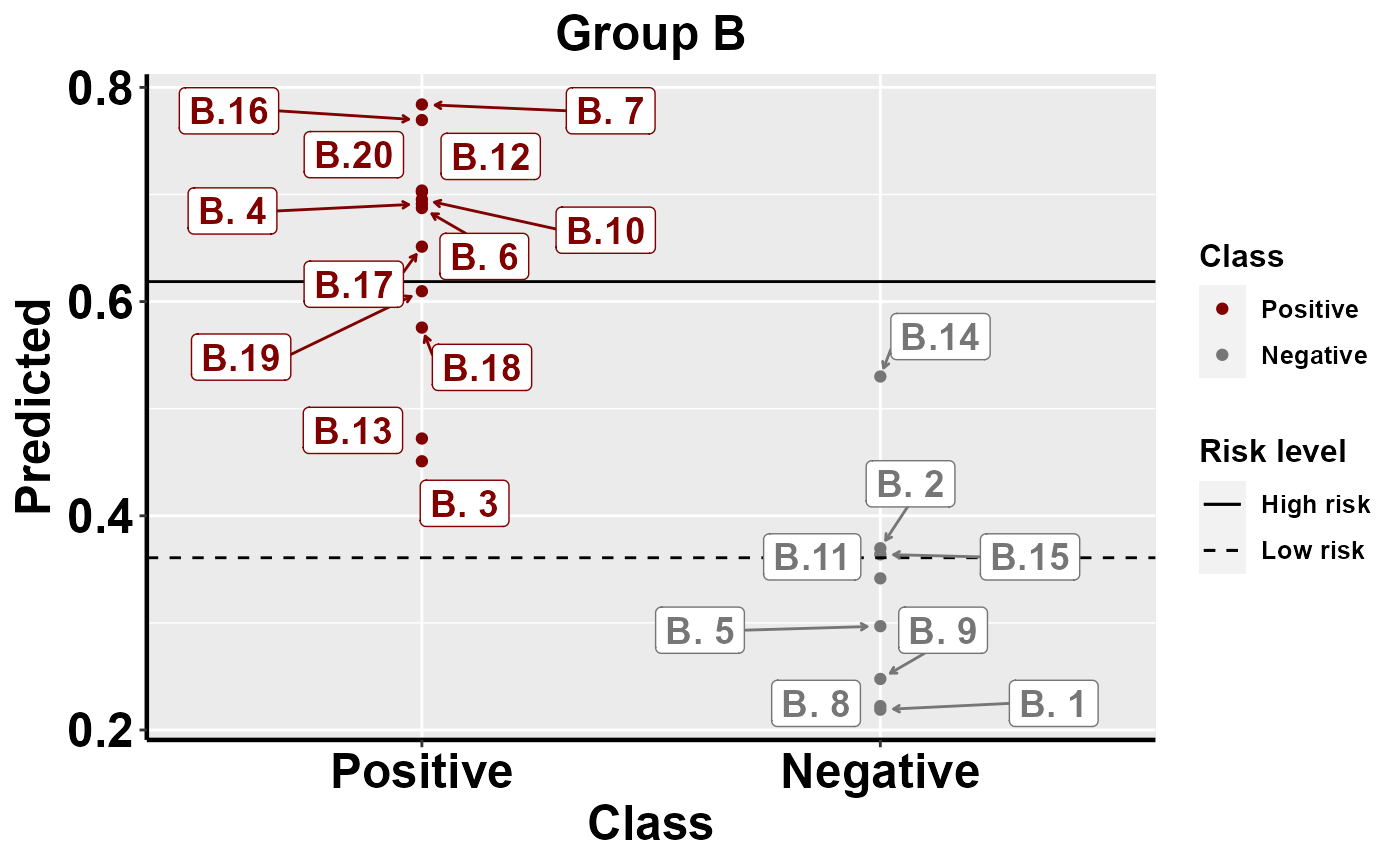 Group B
0.8
0.6
0.4
0.2
Predicted
B.16
B. 7
B.20
B.12
B. 4
B.10
B. 6
B.17
B.19
B.18
B.13
B. 3
B.14
B. 2
B.11
B.15
B. 5
B. 9
B. 8
B. 1
Positive
Negative
Class
Class
Positive
Negative
Risk level
High risk
Low risk